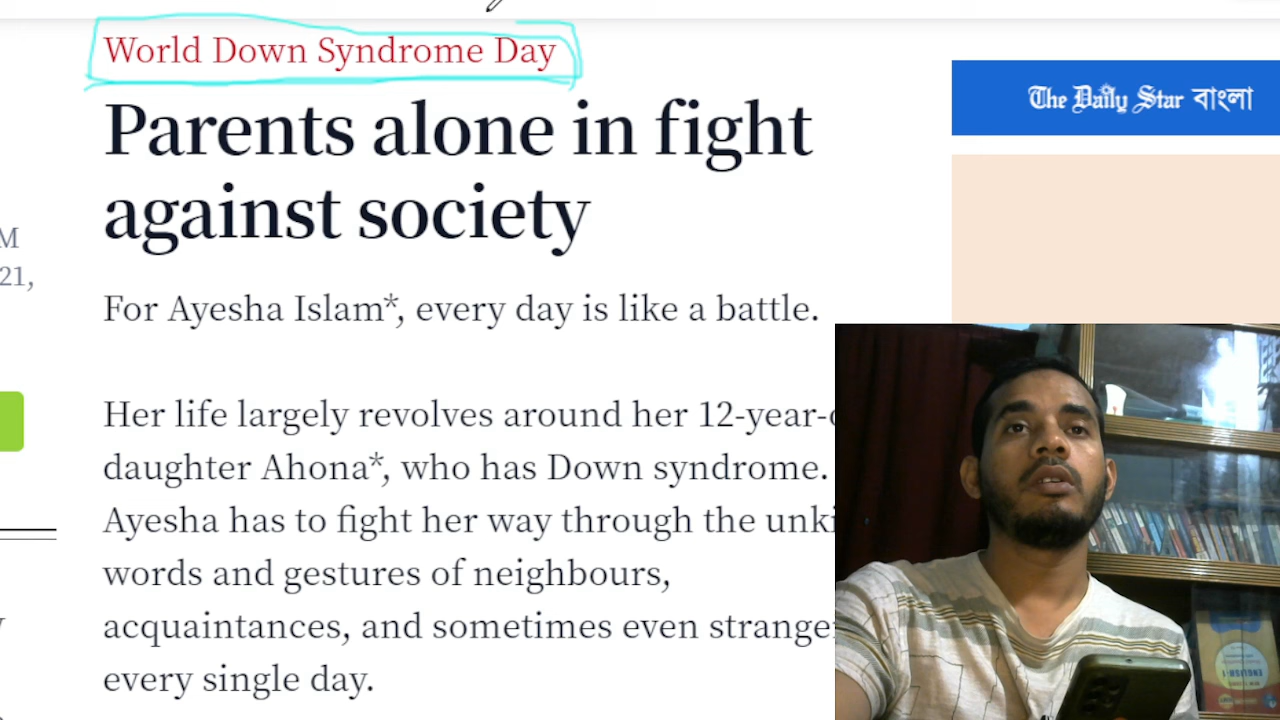 World Down Syndrome Day
Parents alone in fight
against society
For Ayesha Islam*, every day is like a battle.
Her life largely revolves around her 12-year-
daughter Ahona*, who has Down syndrome.
Ayesha has to fight her way through the
words and gestures of neighbours,
acquaintances, and sometimes even
every single day.
M
21,
The Daily Star বাংলা
ENGLISH-I